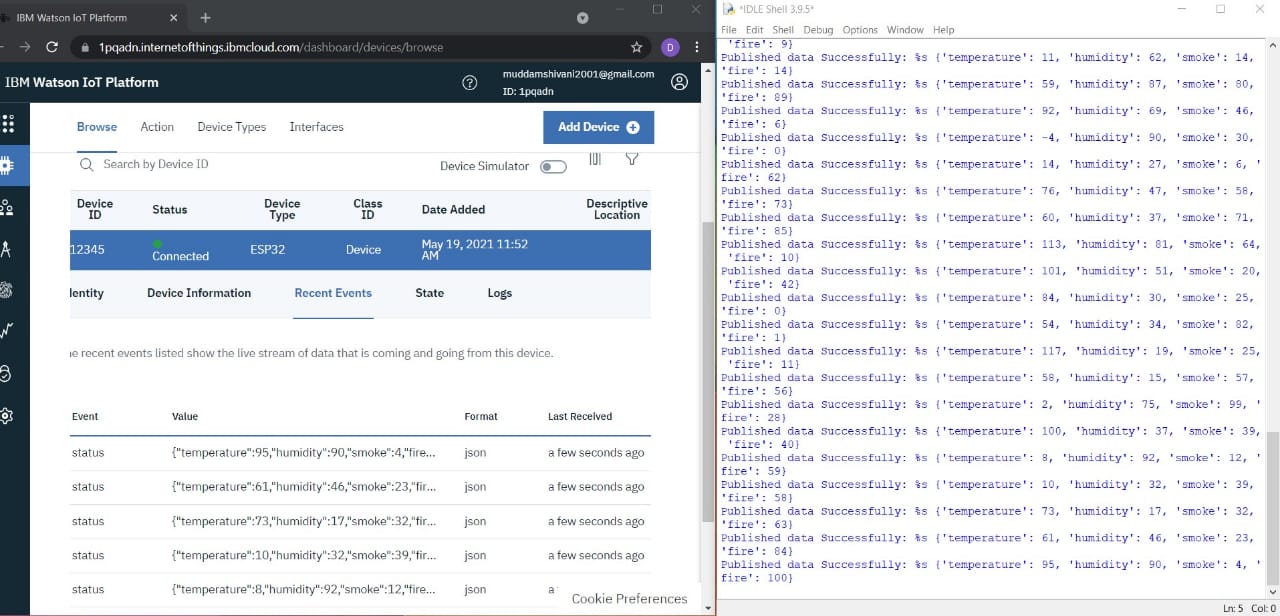 IBM Watson IoT Platform
1pqadn.internetofthings.ibmcloud.com/dashboard/devices/browse
D
IBM Watson IoT Platform
muddamshivani2001@gmail.com
ID: 1pqadn
Browse Action Device Types Interfaces Add Device
Search by Device ID Device Simulator
Device ID Status Device Type Class ID Date Added Descriptive Location
12345 Connected ESP32 Device May 19, 2021 11:52 AM
dentity Device Information Recent Events State Logs
recent events listed show the live stream of data that is coming and going from this device.
Event Value Format Last Received
status {"temperature":95,"humidity":90,"smoke":4,"fire... json a few seconds ago
status {"temperature":61,"humidity":46,"smoke":23,"fir... json a few seconds ago
status {"temperature":73,"humidity":17,"smoke":32,"fir... json a few seconds ago
status {"temperature":10,"humidity":32,"smoke":39,"fir... json a few seconds ago
status {"temperature":8,"humidity":92,"smoke":12,"fire... json a
Cookie Preferences
*IDLE Shell 3.9.5*
File Edit Shell Debug Options Window Help
'fire': 9}
Published data Successfully: %s {'temperature': 11, 'humidity': 62, 'smoke': 14,
'fire': 14}
Published data Successfully: %s {'temperature': 59, 'humidity': 87, 'smoke': 80,
'fire': 89}
Published data Successfully: %s {'temperature': 92, 'humidity': 69, 'smoke': 46,
'fire': 6}
Published data Successfully: %s {'temperature': -4, 'humidity': 90, 'smoke': 30,
'fire': 0}
Published data Successfully: %s {'temperature': 14, 'humidity': 27, 'smoke': 6, '
fire': 62}
Published data Successfully: %s {'temperature': 76, 'humidity': 47, 'smoke': 58,
'fire': 73}
Published data Successfully: %s {'temperature': 60, 'humidity': 37, 'smoke': 71,
'fire': 85}
Published data Successfully: %s {'temperature': 113, 'humidity': 81, 'smoke': 64,
'fire': 10}
Published data Successfully: %s {'temperature': 101, 'humidity': 51, 'smoke': 20,
'fire': 42}
Published data Successfully: %s {'temperature': 84, 'humidity': 30, 'smoke': 25,
'fire': 0}
Published data Successfully: %s {'temperature': 54, 'humidity': 34, 'smoke': 82,
'fire': 1}
Published data Successfully: %s {'temperature': 117, 'humidity': 19, 'smoke': 25,
'fire': 11}
Published data Successfully: %s {'temperature': 58, 'humidity': 15, 'smoke': 57,
'fire': 56}
Published data Successfully: %s {'temperature': 2, 'humidity': 75, 'smoke': 99, '
fire': 28}
Published data Successfully: %s {'temperature': 100, 'humidity': 37, 'smoke': 39,
'fire': 40}
Published data Successfully: %s {'temperature': 8, 'humidity': 92, 'smoke': 12, '
fire': 59}
Published data Successfully: %s {'temperature': 10, 'humidity': 32, 'smoke': 39,
'fire': 58}
Published data Successfully: %s {'temperature': 73, 'humidity': 17, 'smoke': 32,
'fire': 63}
Published data Successfully: %s {'temperature': 61, 'humidity': 46, 'smoke': 23,
'fire': 84}
Published data Successfully: %s {'temperature': 95, 'humidity': 90, 'smoke': 4, '
fire': 100}
Ln: 5 Col: 0